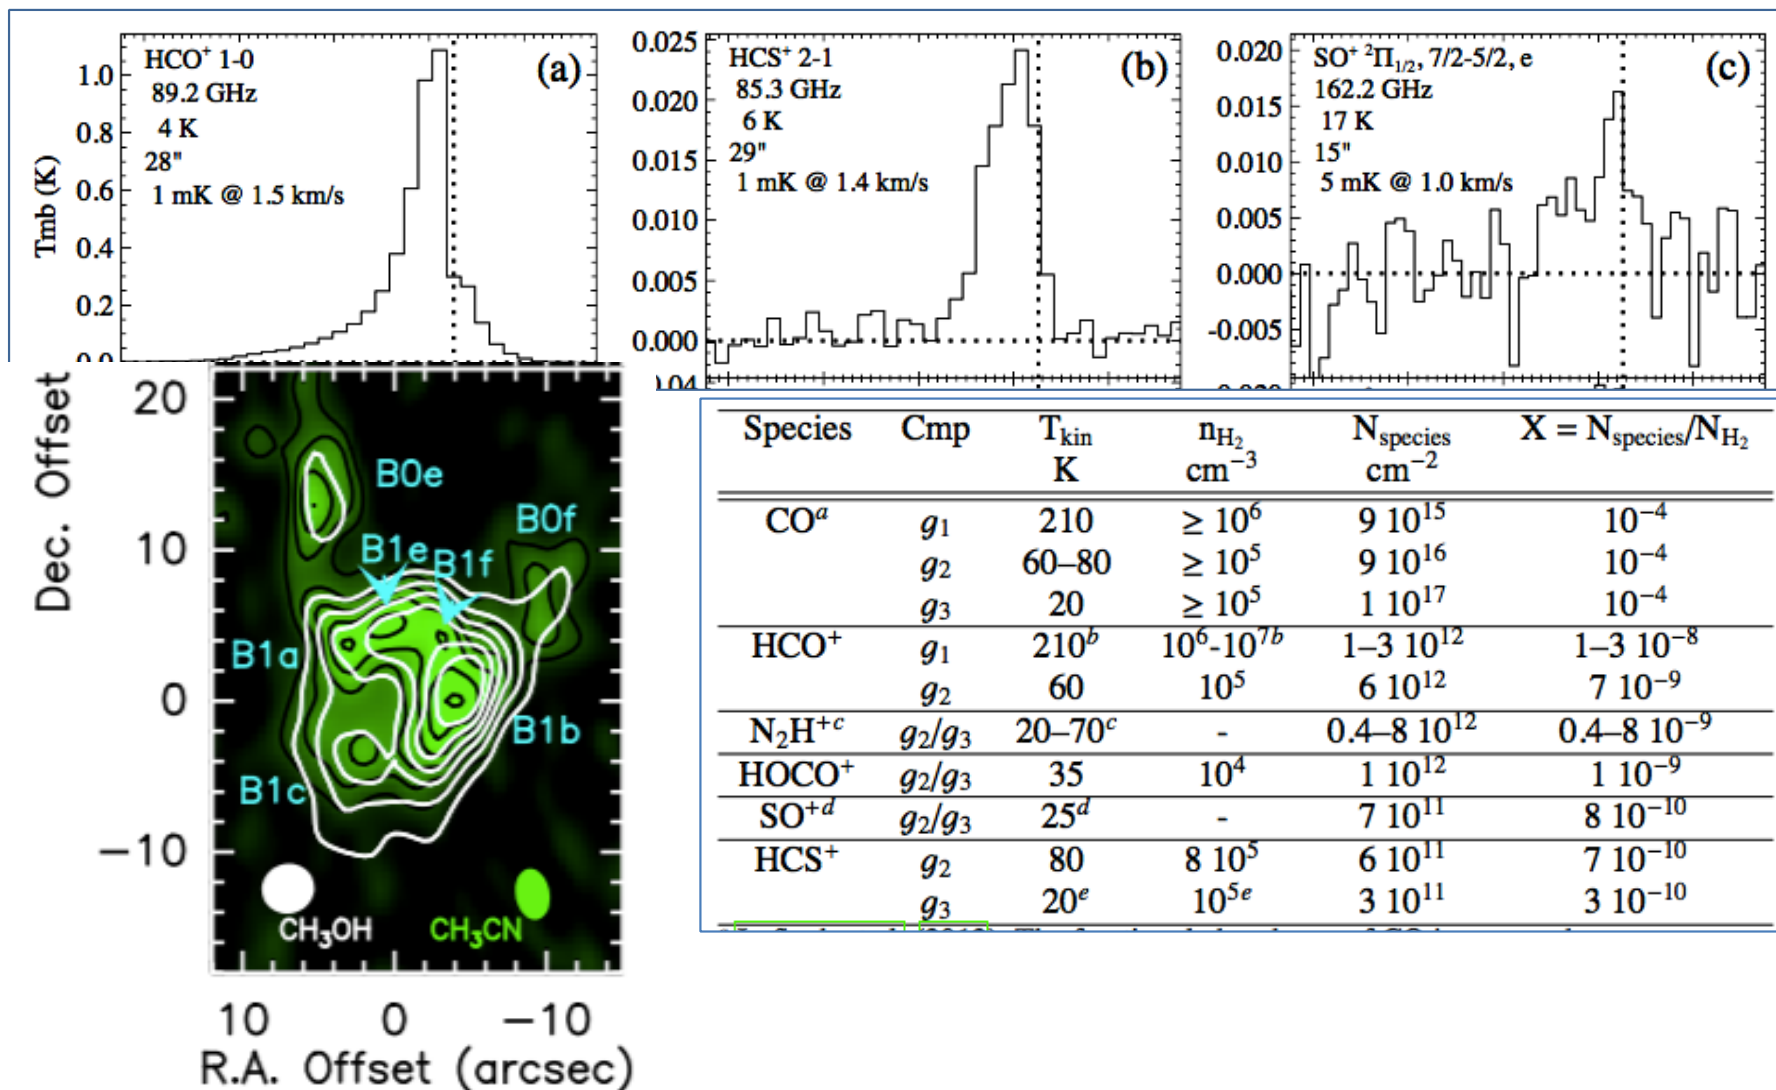 HCO⁺ 1-0
(a)
89.2 GHz
4 K
28"
1 mK @ 1.5 km/s
Tmb (K)
1.0
0.8
0.6
0.4
0.2
0.0
HCS⁺ 2-1
(b)
85.3 GHz
6 K
29"
1 mK @ 1.4 km/s
0.025
0.020
0.015
0.010
0.005
0.000
0.04
SO⁺ ²Π₁/₂, 7/2-5/2, e
(c)
162.2 GHz
17 K
15"
5 mK @ 1.0 km/s
0.020
0.015
0.010
0.005
0.000
-0.005
Dec. Offset
20
10
0
-10
B0e
B0f
B1e
B1f
B1a
B1b
B1c
CH₃OH
CH₃CN
10 0 -10
R.A. Offset (arcsec)
Species Cmp T_kin n_H₂ N_species X = N_species/N_H₂
K cm⁻³ cm⁻²
COᵃ g₁ 210 ≥ 10⁶ 9 10¹⁵ 10⁻⁴
g₂ 60–80 ≥ 10⁵ 9 10¹⁶ 10⁻⁴
g₃ 20 ≥ 10⁵ 1 10¹⁷ 10⁻⁴
HCO⁺ g₁ 210ᵇ 10⁶-10⁷ᵇ 1–3 10¹² 1–3 10⁻⁸
g₂ 60 10⁵ 6 10¹² 7 10⁻⁹
N₂H⁺ᶜ g₂/g₃ 20–70ᶜ - 0.4–8 10¹² 0.4–8 10⁻⁹
HOCO⁺ g₂/g₃ 35 10⁴ 1 10¹² 1 10⁻⁹
SO⁺ᵈ g₂/g₃ 25ᵈ - 7 10¹¹ 8 10⁻¹⁰
HCS⁺ g₂ 80 8 10⁵ 6 10¹¹ 7 10⁻¹⁰
g₃ 20ᵉ 10⁵ᵉ 3 10¹¹ 3 10⁻¹⁰